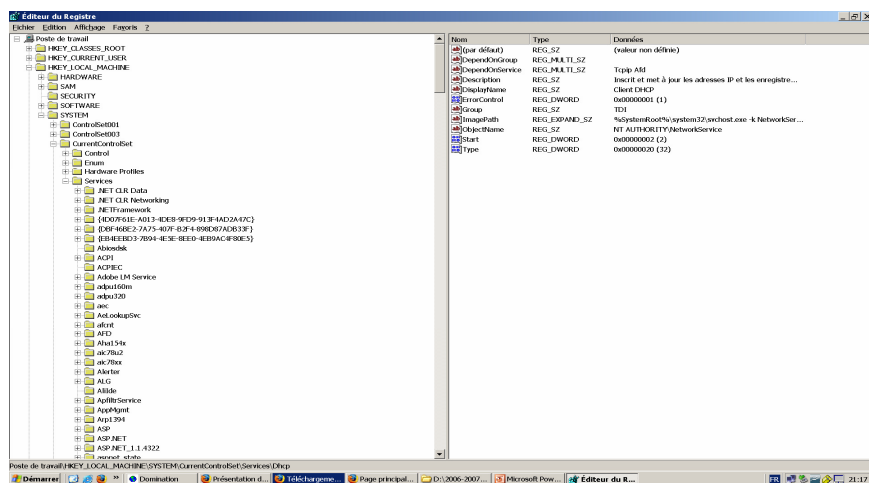 Éditeur du Registre
Fichier Edition Affichage Favoris ?
Poste de travail
HKEY_CLASSES_ROOT
HKEY_CURRENT_USER
HKEY_LOCAL_MACHINE
HARDWARE
SAM
SECURITY
SOFTWARE
SYSTEM
ControlSet001
ControlSet003
CurrentControlSet
Control
Enum
Hardware Profiles
Services
.NET CLR Data
.NET CLR Networking
.NETFramework
{4D07F61E-A013-4DE8-9FD9-913F4AD2A47C}
{DBF46BE2-7A75-407F-B2F4-898D87ADB33F}
{EB4EEBD3-7B94-4E5E-8EE0-4EB9AC4F80E5}
Abiosdsk
ACPI
ACPIEC
Adobe LM Service
adpu160m
adpu320
aec
AeLookupSvc
afcnt
AFD
Aha154x
aic78u2
aic78xx
Alerter
ALG
AliIde
ApfiltrService
AppMgmt
Arp1394
ASP
ASP.NET
ASP.NET_1.1.4322
aspnet_state
Nom Type Données
(par défaut) REG_SZ (valeur non définie)
DependOnGroup REG_MULTI_SZ
DependOnService REG_MULTI_SZ Tcpip Afd
Description REG_SZ Inscrit et met à jour les adresses IP et les enregistre...
DisplayName REG_SZ Client DHCP
ErrorControl REG_DWORD 0x00000001 (1)
Group REG_SZ TDI
ImagePath REG_EXPAND_SZ %SystemRoot%\system32\svchost.exe -k NetworkSer...
ObjectName REG_SZ NT AUTHORITY\NetworkService
Start REG_DWORD 0x00000002 (2)
Type REG_DWORD 0x00000020 (32)
Poste de travail\HKEY_LOCAL_MACHINE\SYSTEM\CurrentControlSet\Services\Dhcp
Démarrer » Domination Présentation d... Téléchargeme... Page principal... D:\2006-2007... Microsoft Pow... Éditeur du R... FR 21:17